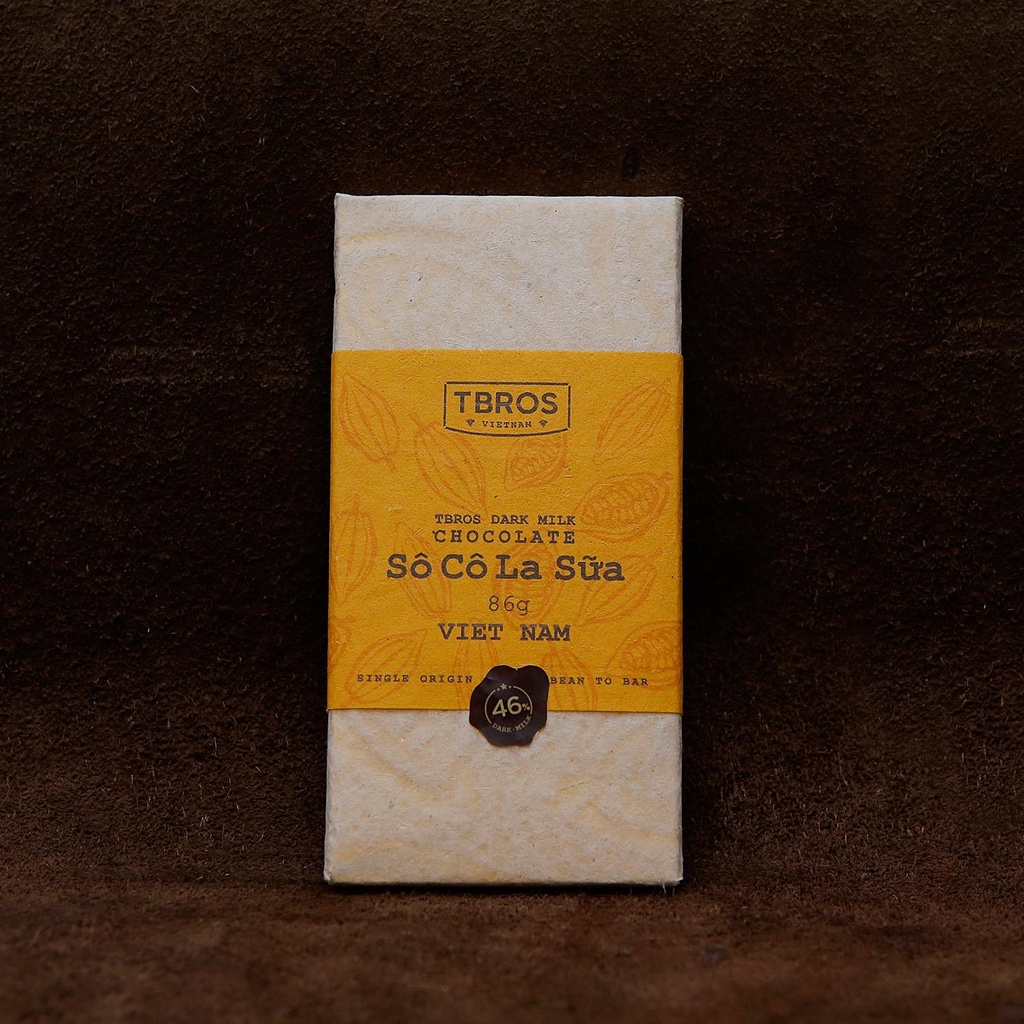 TBROS
VIETNAM
TBROS DARK MILK
CHOCOLATE
Sô Cô La Sữa
86g
VIET NAM
SINGLE ORIGIN BEAN TO BAR
46%
DARK · MILK